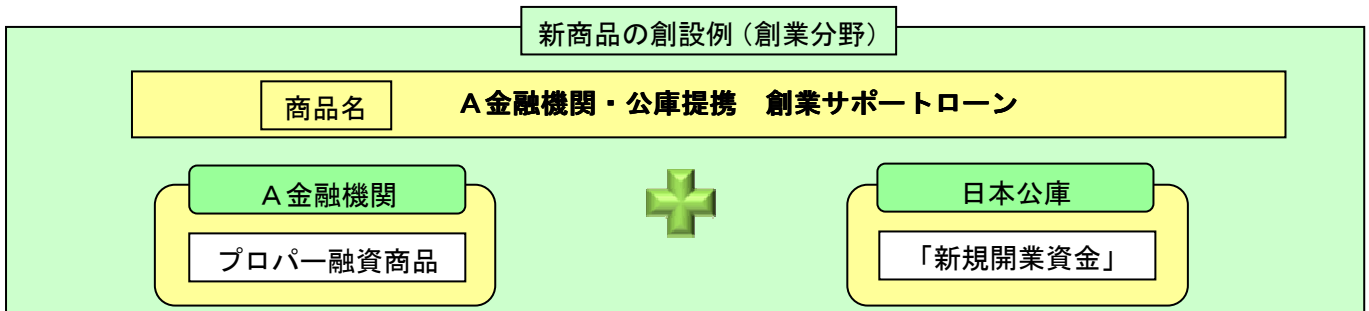 新商品の創設例（創業分野）
商品名 Ａ金融機関・公庫提携　創業サポートローン
Ａ金融機関
日本公庫
プロパー融資商品
「新規開業資金」